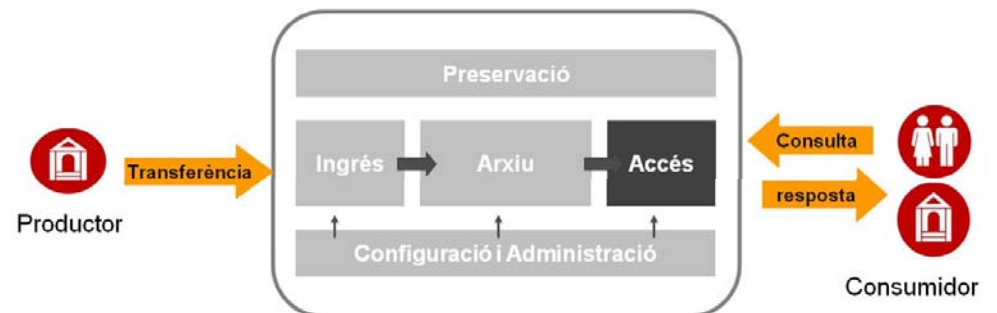 Preservació
Productor
Transferència
Ingrés
Arxiu
Accés
Consulta
resposta
Consumidor
Configuració i Administració